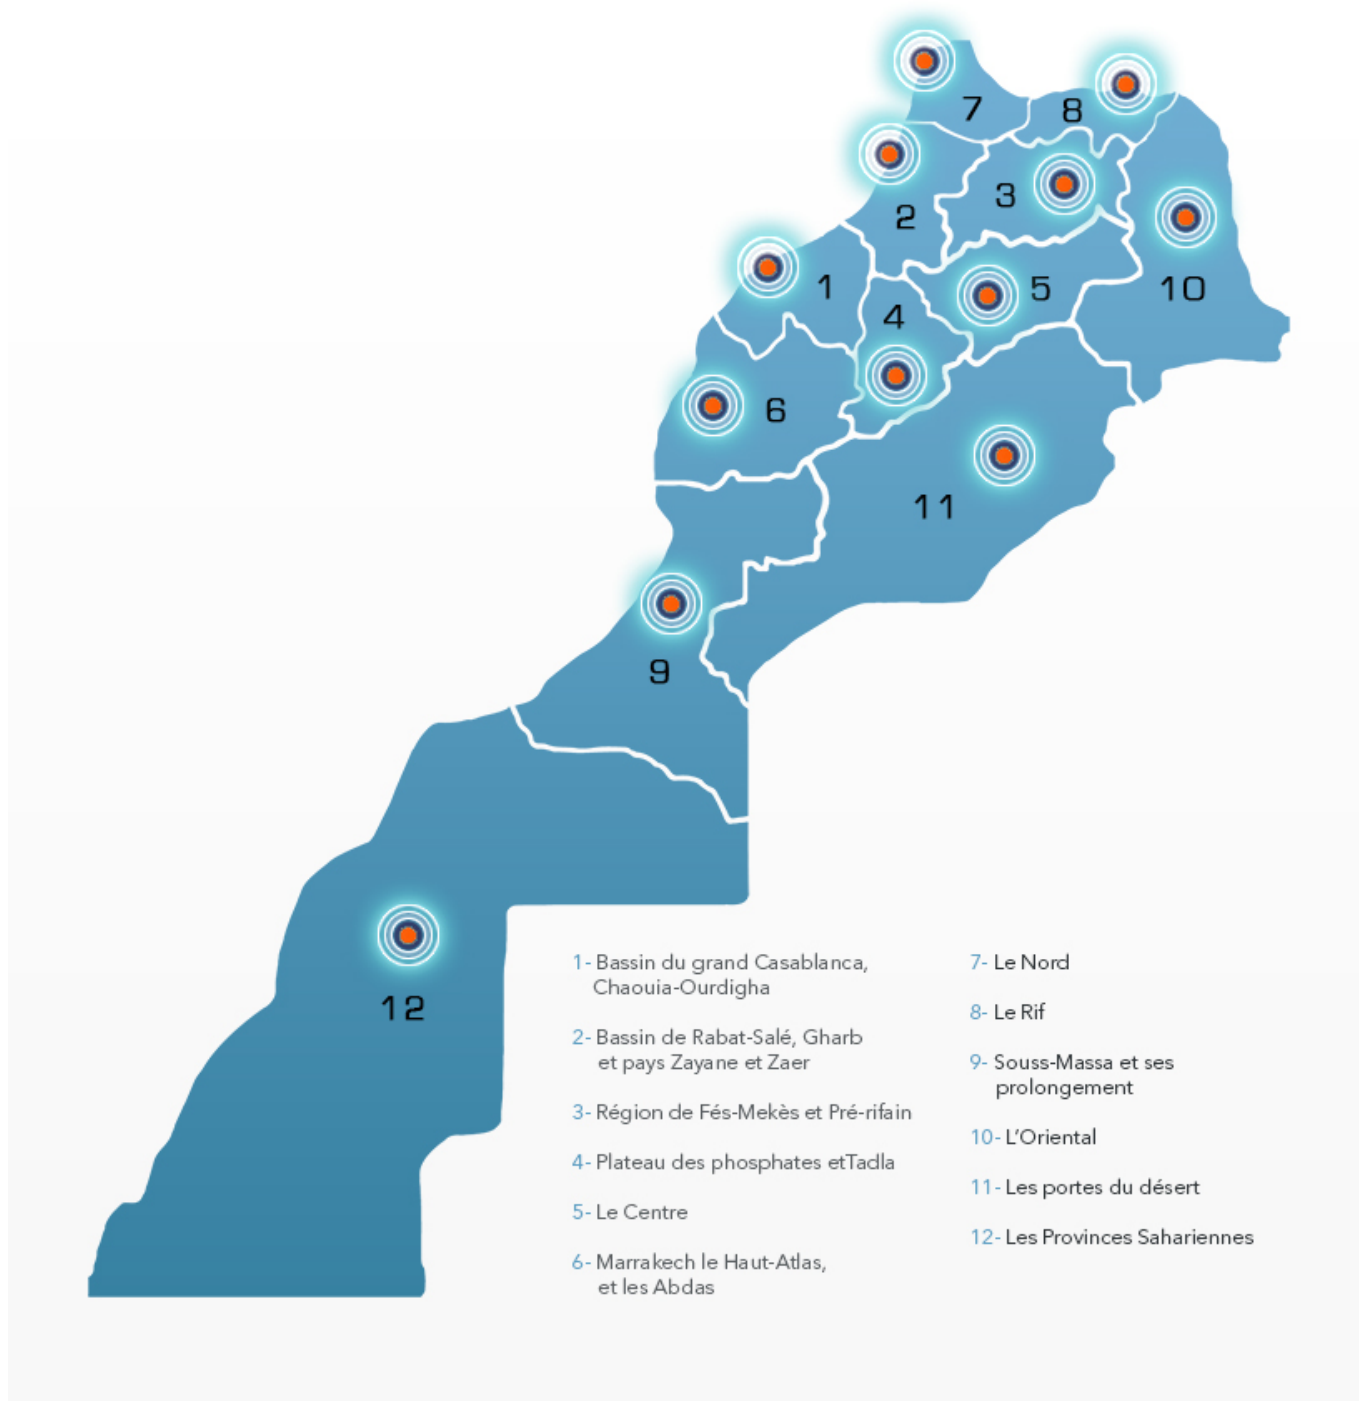 7
8
3
2
10
5
1
4
6
11
9
12
1- Bassin du grand Casablanca,
Chaouia-Ourdigha
2- Bassin de Rabat-Salé, Gharb
et pays Zayane et Zaer
3- Région de Fés-Mekès et Pré-rifain
4- Plateau des phosphates etTadla
5- Le Centre
6- Marrakech le Haut-Atlas,
et les Abdas
7- Le Nord
8- Le Rif
9- Souss-Massa et ses
prolongement
10- L’Oriental
11- Les portes du désert
12- Les Provinces Sahariennes